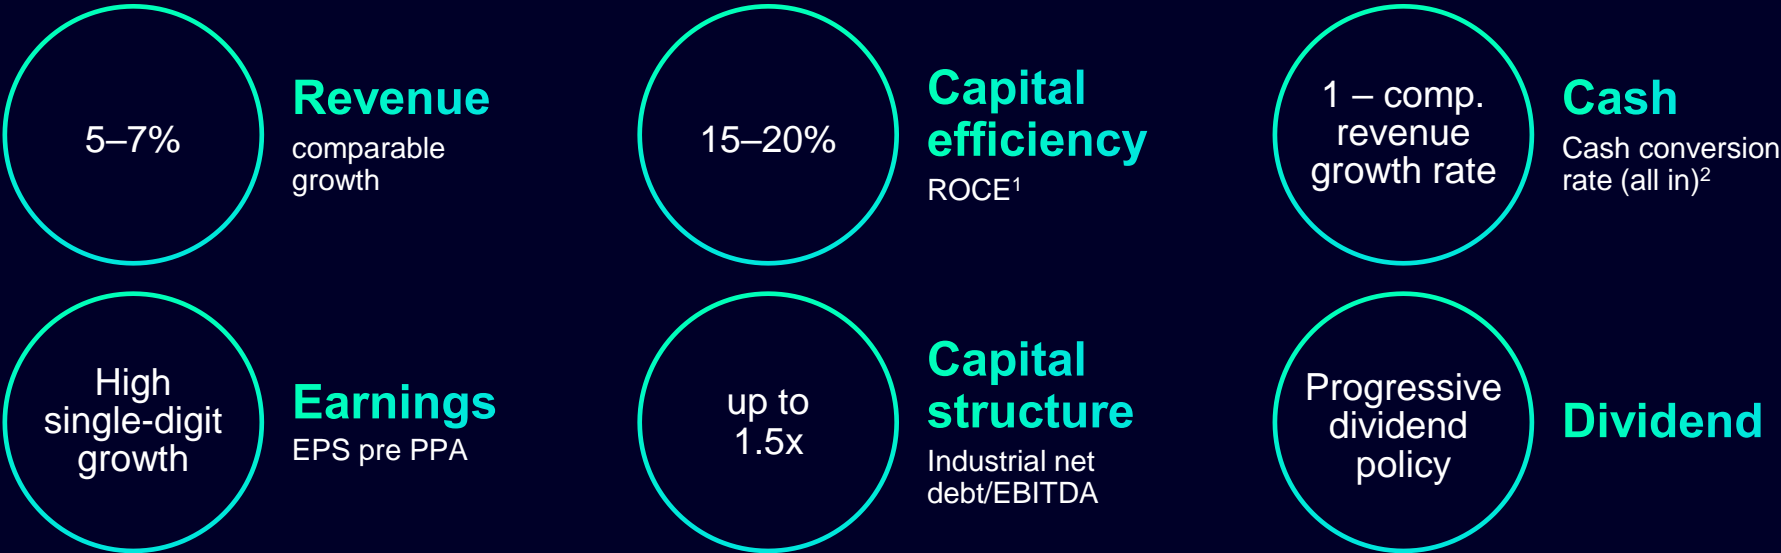 5–7%
Revenue
comparable
growth
15–20%
Capital
efficiency
ROCE¹
1 – comp.
revenue
growth rate
Cash
Cash conversion
rate (all in)²
High
single-digit
growth
Earnings
EPS pre PPA
up to
1.5x
Capital
structure
Industrial net
debt/EBITDA
Progressive
dividend
policy
Dividend